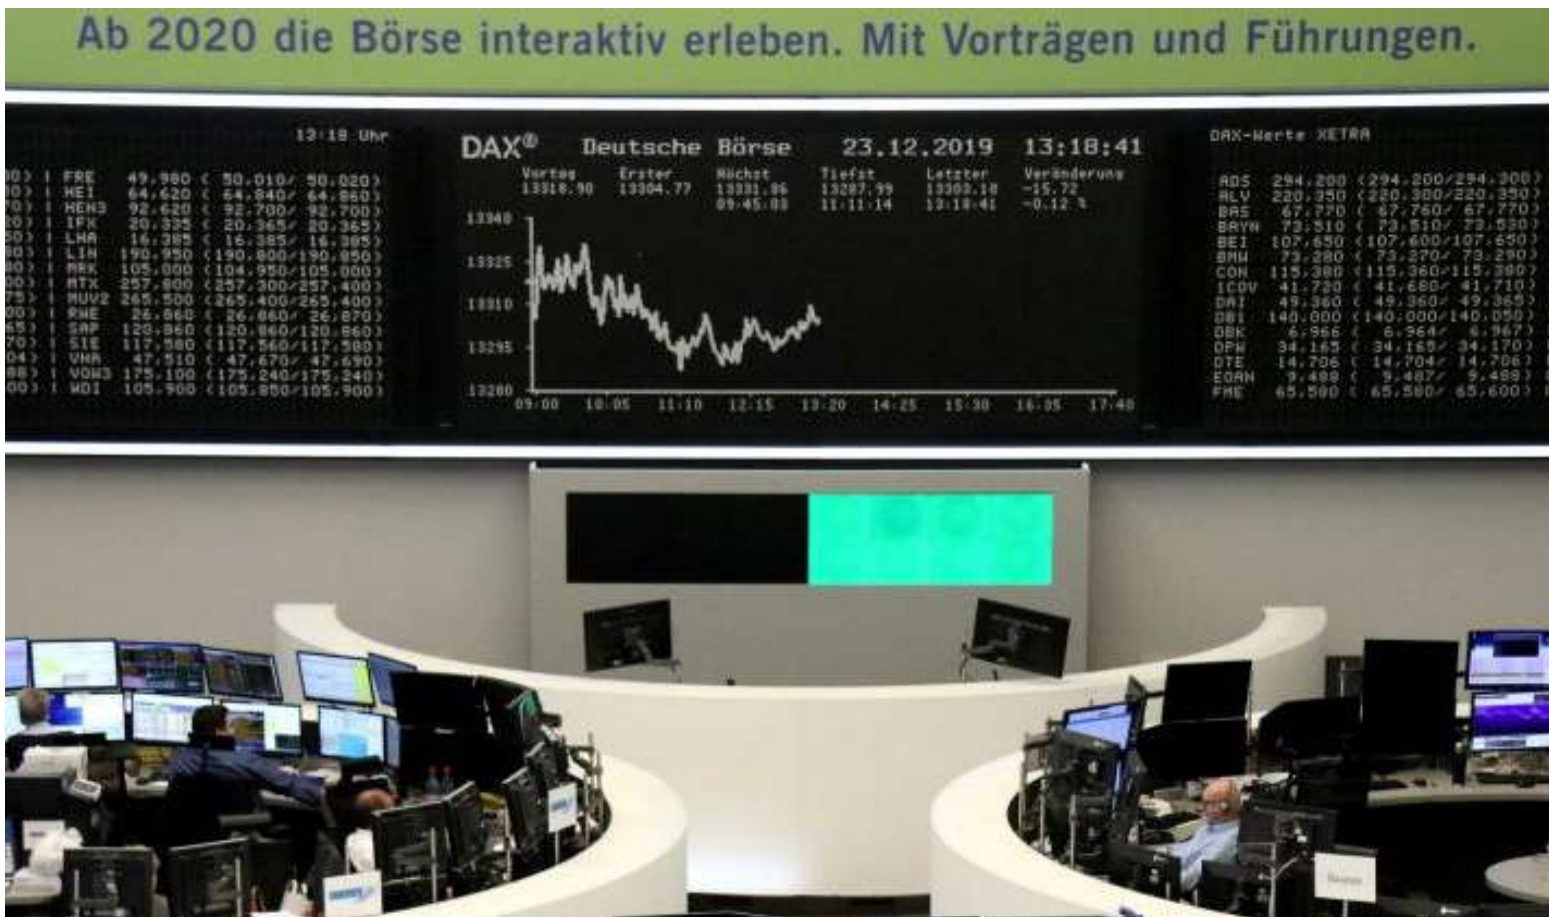 Ab 2020 die Börse interaktiv erleben. Mit Vorträgen und Führungen.
13:18 Uhr
FRE 49,980 ( 50,010/ 50,020)
HEI 64,620 ( 64,840/ 64,860)
HEN3 92,620 ( 92,700/ 92,700)
IFX 20,335 ( 20,365/ 20,365)
LHA 16,385 ( 16,385/ 16,385)
LIN 190,950 (190,800/190,850)
MRK 105,000 (104,950/105,000)
MTX 257,800 (257,300/257,400)
MUV2 265,500 (265,400/265,400)
RWE 26,860 ( 26,860/ 26,870)
SAP 120,860 (120,860/120,860)
SIE 117,580 (117,560/117,580)
VNA 47,510 ( 47,670/ 47,690)
VOW3 175,100 (175,240/175,240)
WDI 105,900 (105,850/105,900)
DAX® Deutsche Börse 23.12.2019 13:18:41
Vortag Erster Höchst Tiefst Letzter Veränderung
13318.90 13304.77 13331.86 13287.99 13303.18 -15.72
09:45:03 11:11:14 13:18:41 -0.12 %
13340
13325
13310
13295
13280
09:00 10:05 11:10 12:15 13:20 14:25 15:30 16:35 17:40
DAX-Werte XETRA
ADS 294,200 (294,200/294,300)
ALV 220,350 (220,300/220,350)
BAS 67,770 ( 67,760/ 67,770)
BAYN 73,510 ( 73,510/ 73,530)
BEI 107,650 (107,600/107,650)
BMW 73,280 ( 73,270/ 73,290)
CON 115,380 (115,360/115,380)
1COV 41,720 ( 41,680/ 41,710)
DAI 49,360 ( 49,360/ 49,365)
DB1 140,000 (140,000/140,050)
DBK 6,966 ( 6,964/ 6,967)
DPW 34,165 ( 34,165/ 34,170)
DTE 14,706 ( 14,704/ 14,706)
EOAN 9,488 ( 9,487/ 9,488)
FME 65,580 ( 65,580/ 65,600)